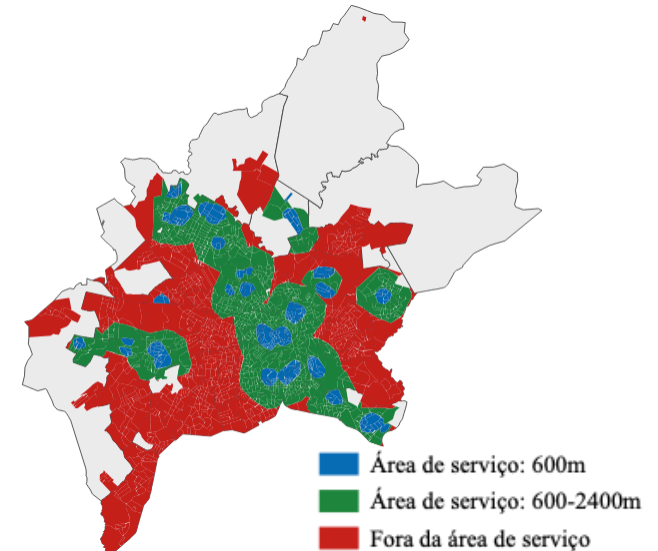 Área de serviço: 600m
Área de serviço: 600-2400m
Fora da área de serviço